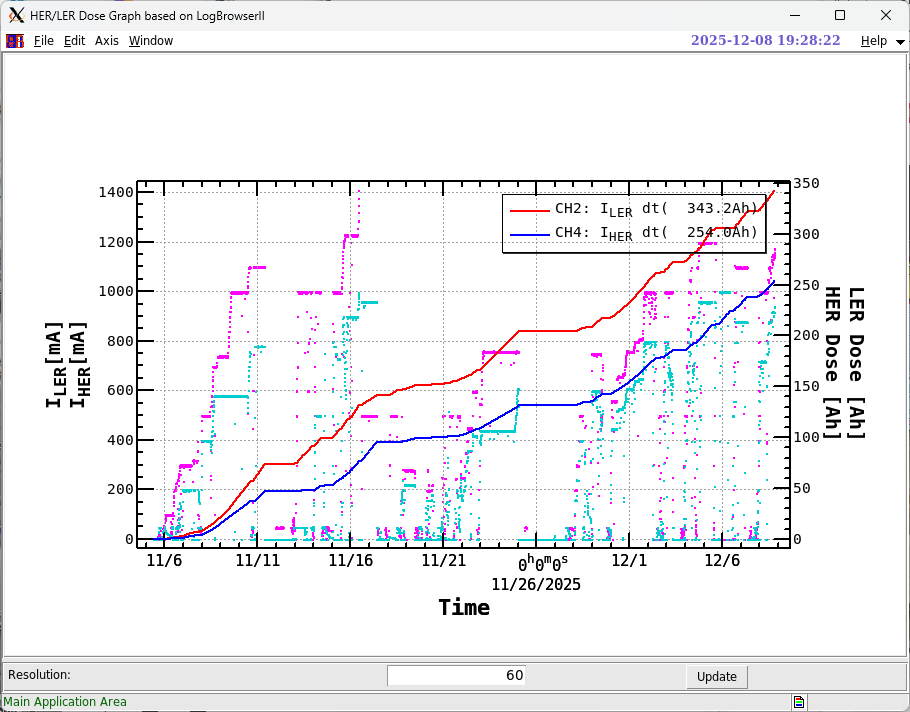 HER/LER Dose Graph based on LogBrowserII
File Edit Axis Window 2025-12-08 19:28:22 Help
CH2: ILER dt( 343.2Ah)
CH4: IHER dt( 254.0Ah)
1400
1200
1000
800
600
400
200
0
ILER[mA]
IHER[mA]
350
300
250
200
150
100
50
0
LER Dose [Ah]
HER Dose [Ah]
11/6 11/11 11/16 11/21 0h0m0s 12/1 12/6
11/26/2025
Time
Resolution: 60 Update
Main Application Area